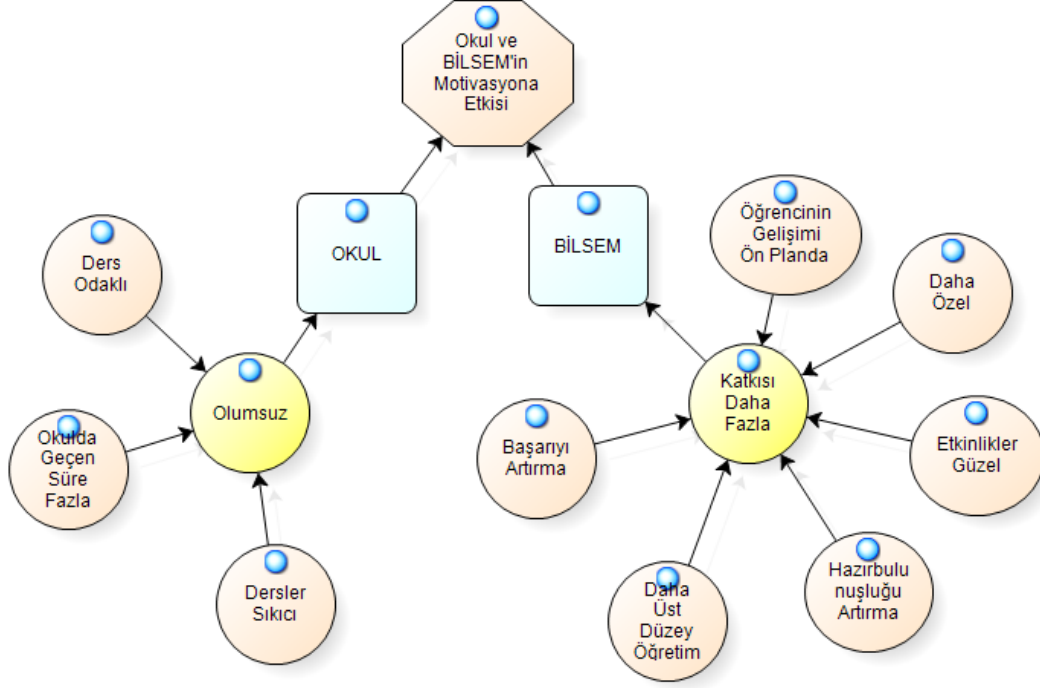 Okul ve
BİLSEM'in
Motivasyona
Etkisi
OKUL
BİLSEM
Öğrencinin
Gelişimi
Ön Planda
Ders
Odaklı
Daha
Özel
Olumsuz
Katkısı
Daha
Fazla
Okulda
Geçen
Süre
Fazla
Başarıyı
Artırma
Etkinlikler
Güzel
Dersler
Sıkıcı
Daha
Üst
Düzey
Öğretim
Hazırbulu
nuşluğu
Artırma